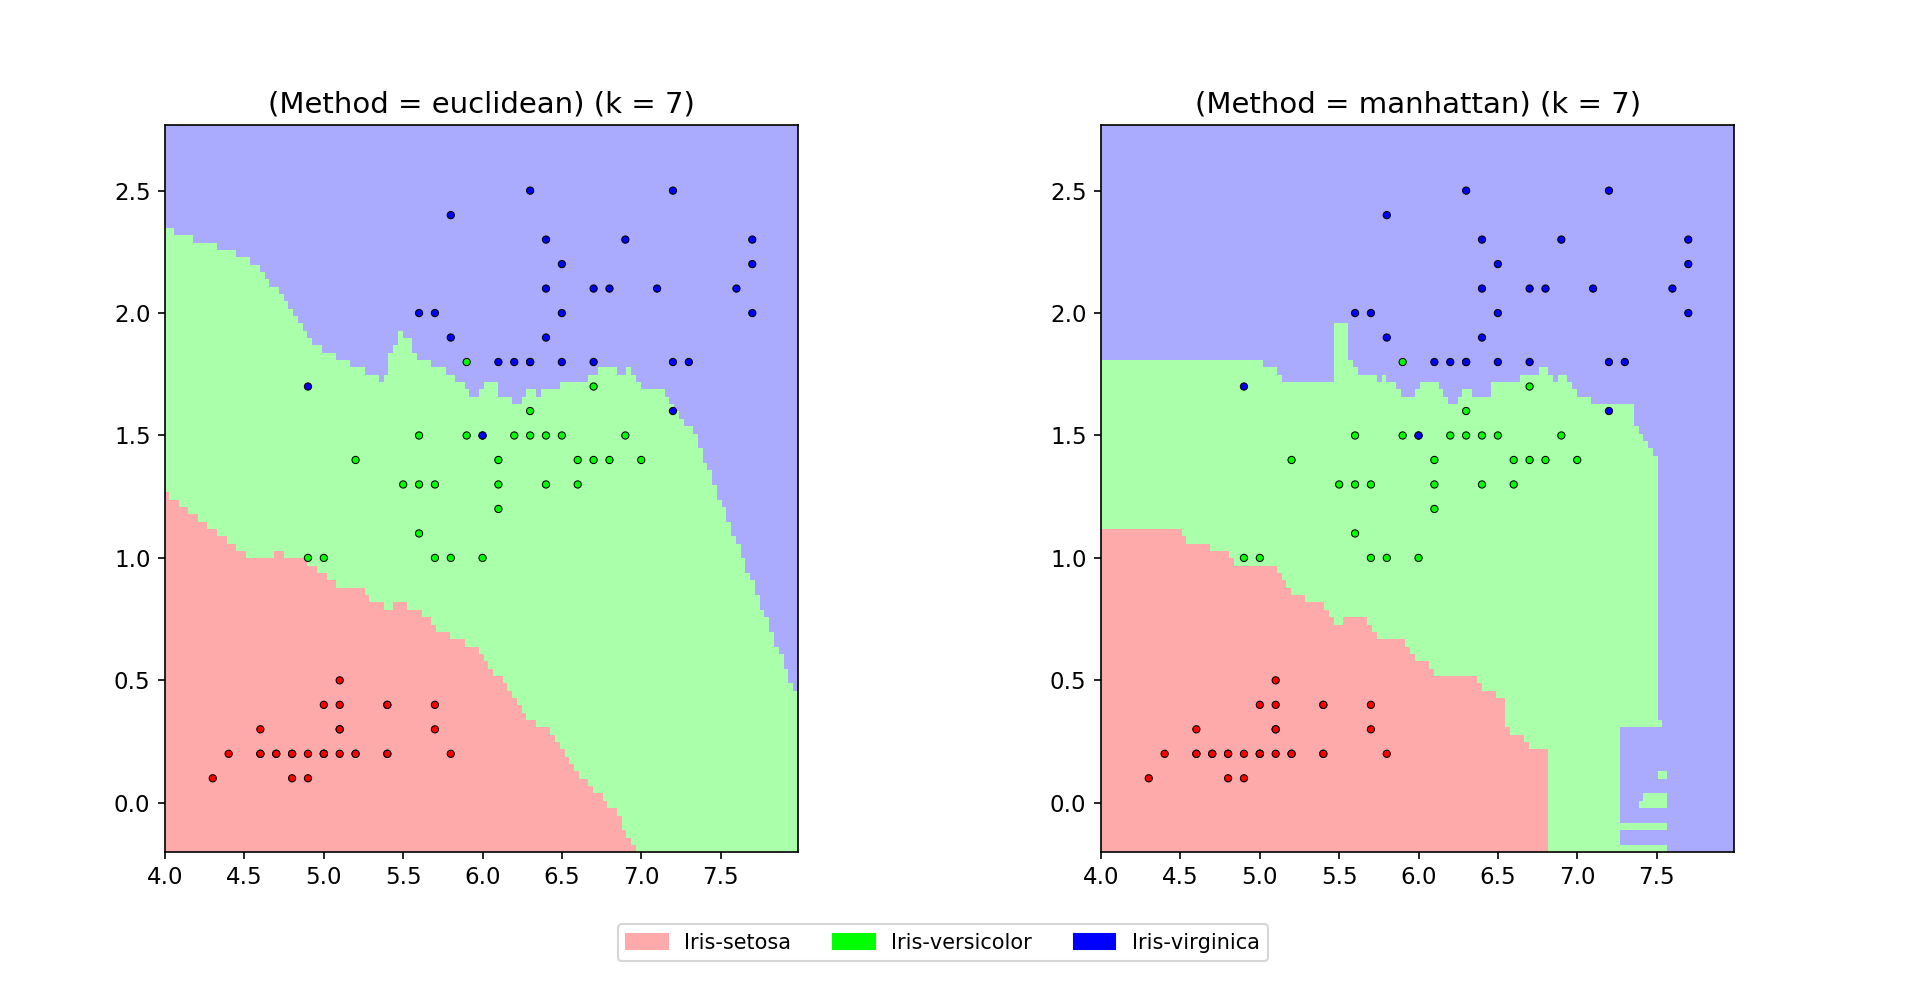 (Method = euclidean) (k = 7)
2.5
2.0
1.5
1.0
0.5
0.0
4.0 4.5 5.0 5.5 6.0 6.5 7.0 7.5
(Method = manhattan) (k = 7)
2.5
2.0
1.5
1.0
0.5
0.0
4.0 4.5 5.0 5.5 6.0 6.5 7.0 7.5
Iris-setosa Iris-versicolor Iris-virginica